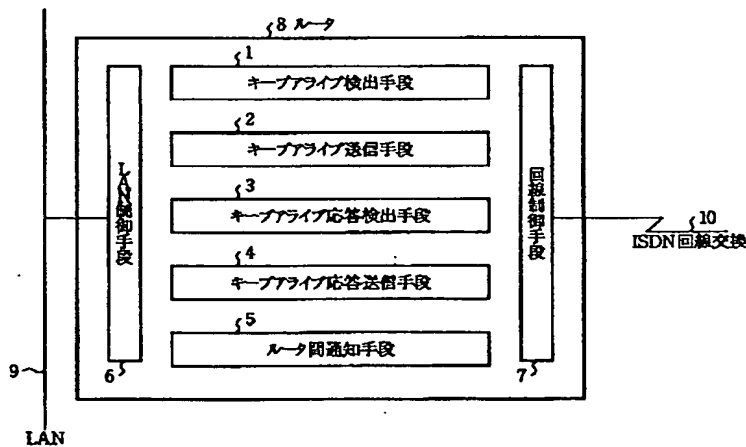 8 ルータ
1
キープアライブ検出手段
2
キープアライブ送信手段
3
キープアライブ応答検出手段
4
キープアライブ応答送信手段
5
ルータ間通知手段
LAN制御手段
6
回線制御手段
7
9
LAN
10
ISDN回線交換